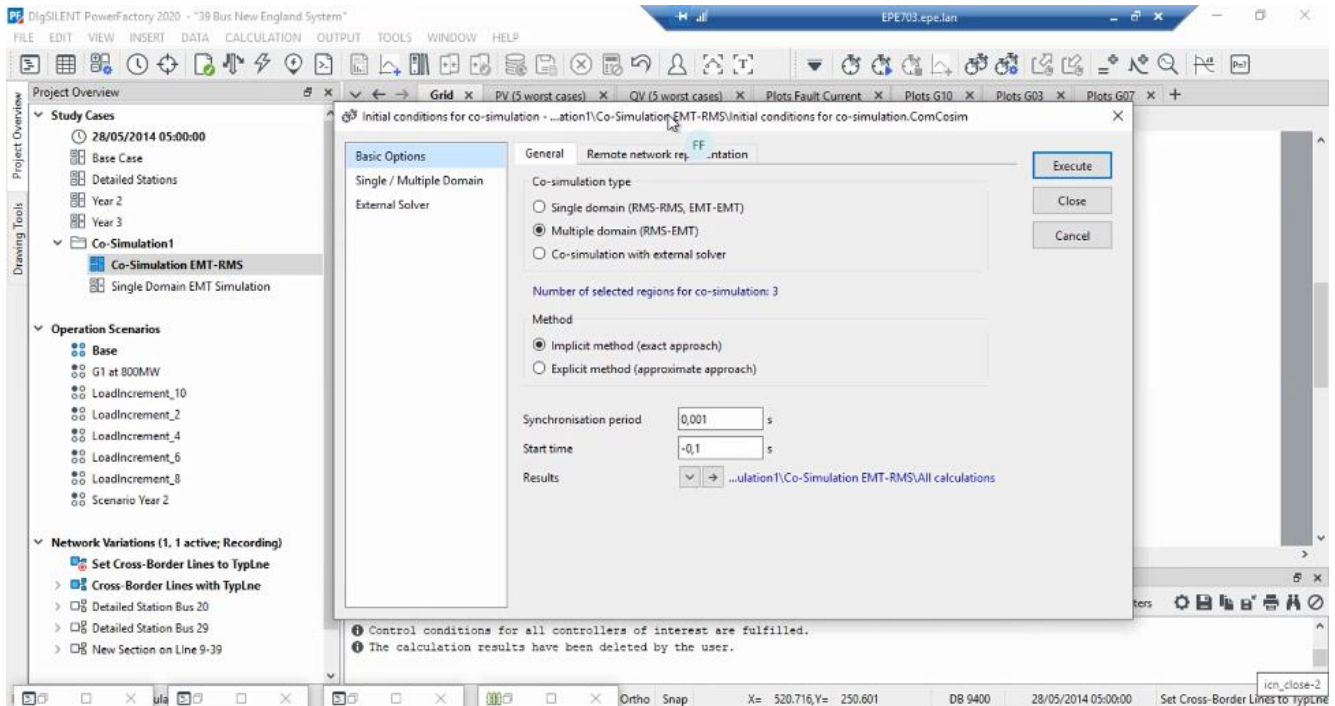 DIgSILENT PowerFactory 2020 - "39 Bus New England System"
EPE703.epe.lan
FILE EDIT VIEW INSERT DATA CALCULATION OUTPUT TOOLS WINDOW HELP
Project Overview
Grid PV (5 worst cases) QV (5 worst cases) Plots Fault Current Plots G10 Plots G03 Plots G07
Project Overview
Drawing Tools
Study Cases
28/05/2014 05:00:00
Base Case
Detailed Stations
Year 2
Year 3
Co-Simulation1
Co-Simulation EMT-RMS
Single Domain EMT Simulation
Operation Scenarios
Base
G1 at 800MW
LoadIncrement_10
LoadIncrement_2
LoadIncrement_4
LoadIncrement_6
LoadIncrement_8
Scenario Year 2
Network Variations (1, 1 active; Recording)
Set Cross-Border Lines to TypLne
Cross-Border Lines with TypLne
Detailed Station Bus 20
Detailed Station Bus 29
New Section on Line 9-39
Initial conditions for co-simulation - ...ation1\Co-Simulation EMT-RMS\Initial conditions for co-simulation.ComCosim
Basic Options
Single / Multiple Domain
External Solver
General
FF
Execute
Close
Cancel
Co-simulation type
Single domain (RMS-RMS, EMT-EMT)
Multiple domain (RMS-EMT)
Co-simulation with external solver
Number of selected regions for co-simulation: 3
Method
Implicit method (exact approach)
Explicit method (approximate approach)
Synchronisation period 0,001 s
Start time -0,1 s
Results ...ulation1\Co-Simulation EMT-RMS\All calculations
Control conditions for all controllers of interest are fulfilled.
The calculation results have been deleted by the user.
icn_close-2
Ortho Snap X= 520.716,Y= 250.601 DB 9400 28/05/2014 05:00:00 Set Cross-Border Lines to TypLne